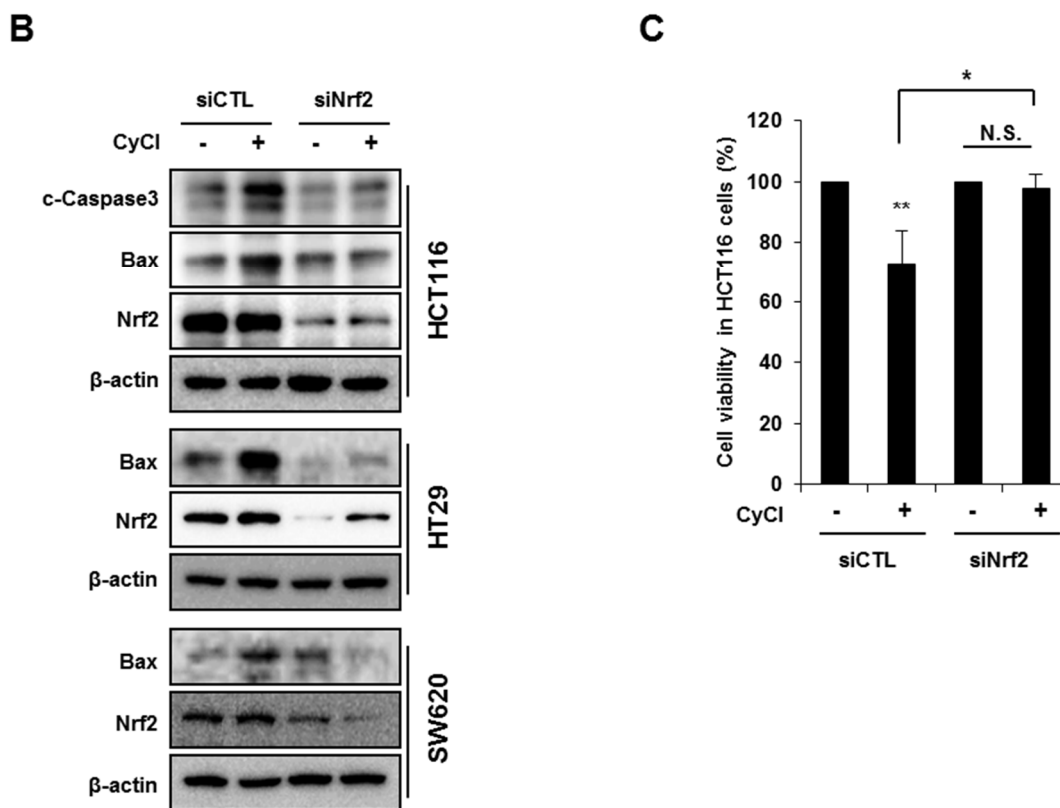 B
siCTL siNrf2
CyCl - + - +
c-Caspase3
Bax
Nrf2
β-actin
HCT116
Bax
Nrf2
β-actin
HT29
Bax
Nrf2
β-actin
SW620
C
*
N.S.
**
Cell viability in HCT116 cells (%)
120
100
80
60
40
20
0
CyCl - + - +
siCTL siNrf2